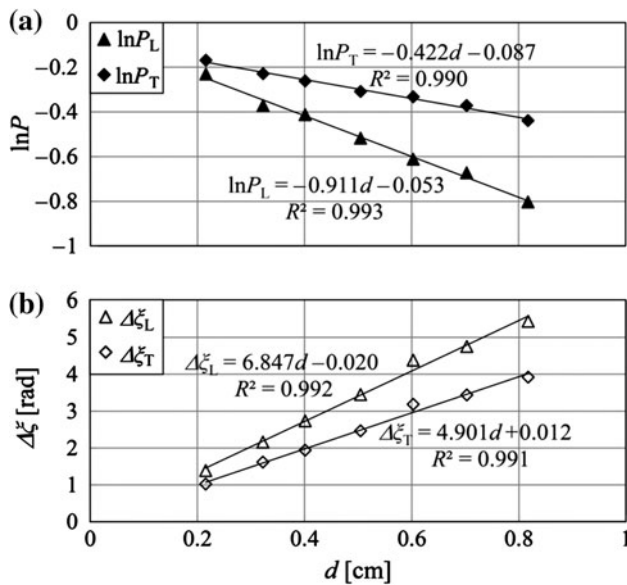 (a)
0
−0.2
−0.4
−0.6
−0.8
−1
lnP
lnP_L
lnP_T
lnP_T = −0.422d − 0.087
R² = 0.990
lnP_L = −0.911d − 0.053
R² = 0.993
(b)
6
5
4
3
2
1
0
Δξ [rad]
Δξ_L
Δξ_T
Δξ_L = 6.847d − 0.020
R² = 0.992
Δξ_T = 4.901d + 0.012
R² = 0.991
0 0.2 0.4 0.6 0.8 1
d [cm]